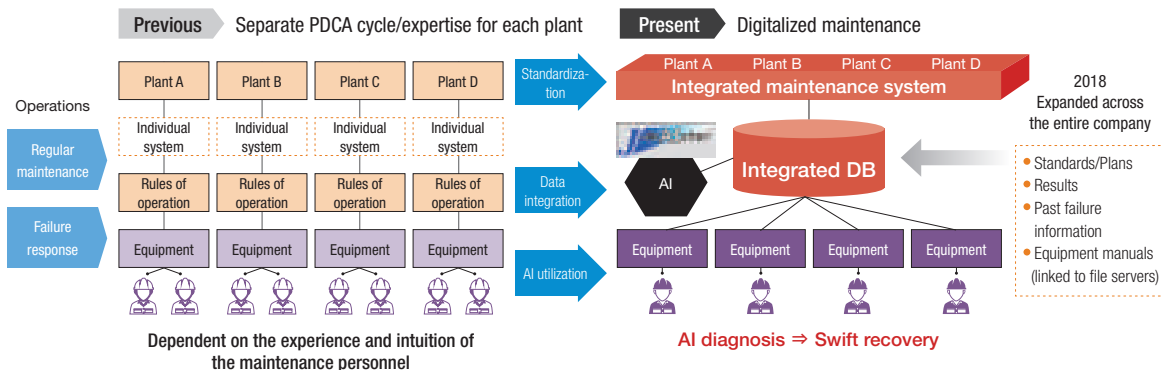 Previous
Separate PDCA cycle/expertise for each plant
Present
Digitalized maintenance
Operations
Regular
maintenance
Failure
response
Plant A
Plant B
Plant C
Plant D
Individual
system
Individual
system
Individual
system
Individual
system
Rules of
operation
Rules of
operation
Rules of
operation
Rules of
operation
Equipment
Equipment
Equipment
Equipment
Dependent on the experience and intuition of
the maintenance personnel
Standardiza-
tion
Data
integration
AI utilization
Plant A
Plant B
Plant C
Plant D
Integrated maintenance system
AI
Integrated DB
Equipment
Equipment
Equipment
Equipment
AI diagnosis ⇒ Swift recovery
2018
Expanded across
the entire company
• Standards/Plans
• Results
• Past failure
information
• Equipment manuals
(linked to file servers)